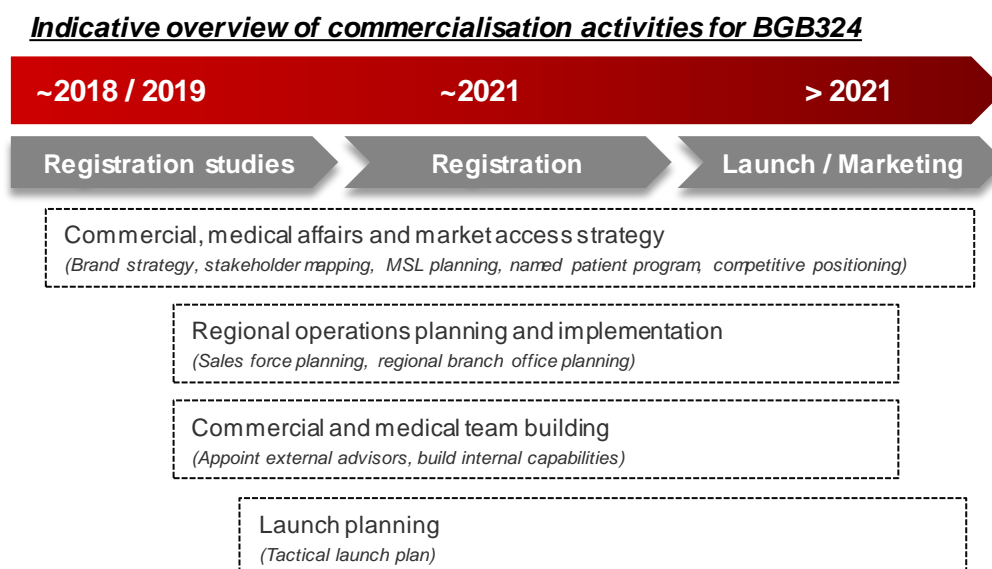 Indicative overview of commercialisation activities for BGB324
~2018 / 2019 ~2021 > 2021
Registration studies Registration Launch / Marketing
Commercial, medical affairs and market access strategy
(Brand strategy, stakeholder mapping, MSL planning, named patient program, competitive positioning)
Regional operations planning and implementation
(Sales force planning, regional branch office planning)
Commercial and medical team building
(Appoint external advisors, build internal capabilities)
Launch planning
(Tactical launch plan)